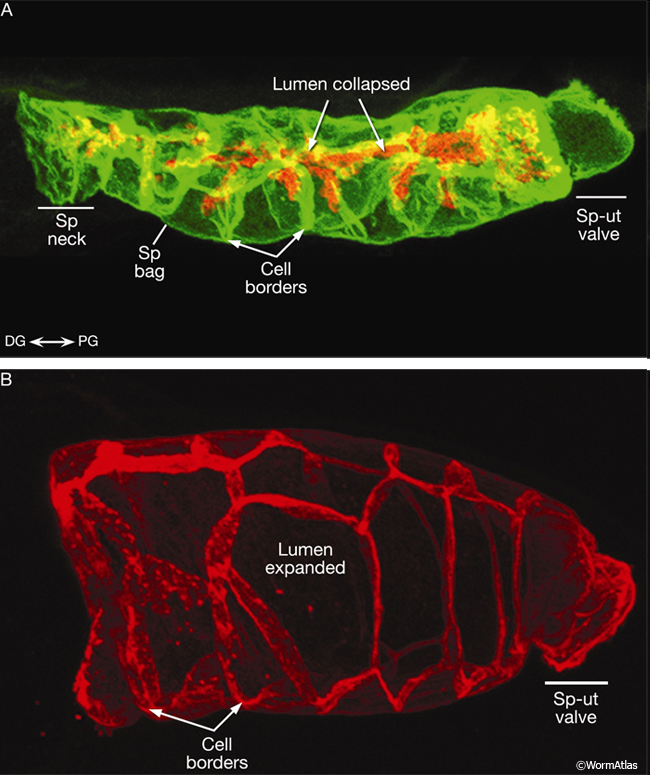 A
Lumen collapsed
Sp
neck
Sp
bag
Cell
borders
Sp-ut
valve
DG PG
B
Lumen
expanded
Sp-ut
valve
Cell
borders
©WormAtlas